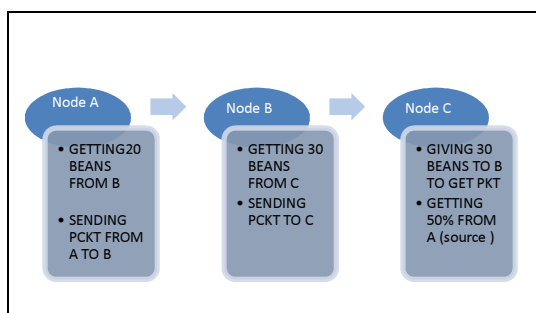 Node A
Node B
Node C
• GETTING20
BEANS
FROM B
• SENDING
PCKT FROM
A TO B
• GETTING 30
BEANS
FROM C
• SENDING
PCKT TO C
• GIVING 30
BEANS TO B
TO GET PKT
• GETTING
50% FROM
A (source )